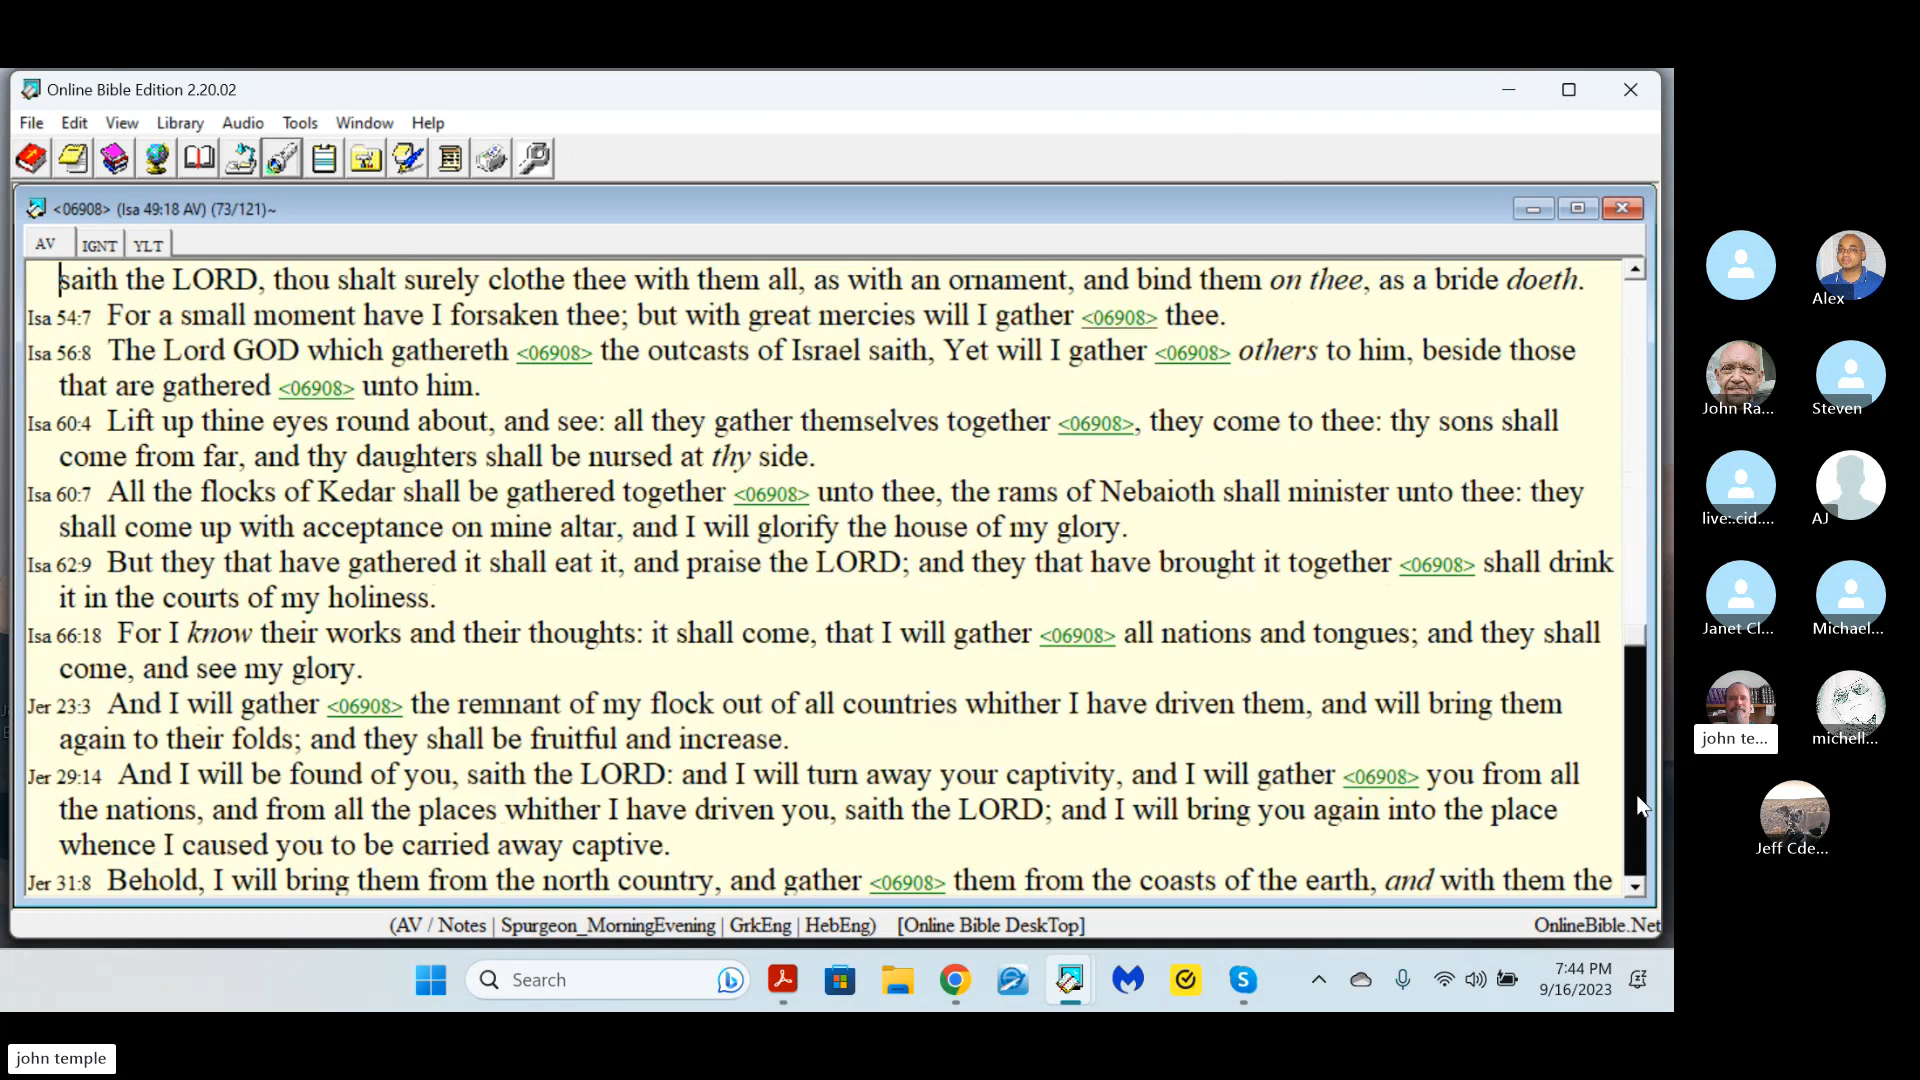 Online Bible Edition 2.20.02
File Edit View Library Audio Tools Window Help
<06908> (Isa 49:18 AV) (73/121)~
AV IGNT YLT
saith the LORD, thou shalt surely clothe thee with them all, as with an ornament, and bind them on thee, as a bride doeth.
Isa 54:7 For a small moment have I forsaken thee; but with great mercies will I gather <06908> thee.
Isa 56:8 The Lord GOD which gathereth <06908> the outcasts of Israel saith, Yet will I gather <06908> others to him, beside those
that are gathered <06908> unto him.
Isa 60:4 Lift up thine eyes round about, and see: all they gather themselves together <06908>, they come to thee: thy sons shall
come from far, and thy daughters shall be nursed at thy side.
Isa 60:7 All the flocks of Kedar shall be gathered together <06908> unto thee, the rams of Nebaioth shall minister unto thee: they
shall come up with acceptance on mine altar, and I will glorify the house of my glory.
Isa 62:9 But they that have gathered it shall eat it, and praise the LORD; and they that have brought it together <06908> shall drink
it in the courts of my holiness.
Isa 66:18 For I know their works and their thoughts: it shall come, that I will gather <06908> all nations and tongues; and they shall
come, and see my glory.
Jer 23:3 And I will gather <06908> the remnant of my flock out of all countries whither I have driven them, and will bring them
again to their folds; and they shall be fruitful and increase.
Jer 29:14 And I will be found of you, saith the LORD: and I will turn away your captivity, and I will gather <06908> you from all
the nations, and from all the places whither I have driven you, saith the LORD; and I will bring you again into the place
whence I caused you to be carried away captive.
Jer 31:8 Behold, I will bring them from the north country, and gather <06908> them from the coasts of the earth, and with them the
(AV / Notes | Spurgeon_MorningEvening | GrkEng | HebEng) [Online Bible DeskTop]
OnlineBible.Net
Search
7:44 PM
9/16/2023
Alex
John Ra...
Steven
live:.cid....
AJ
Janet Cl...
Michael...
john te...
michell...
Jeff Cde...
john temple